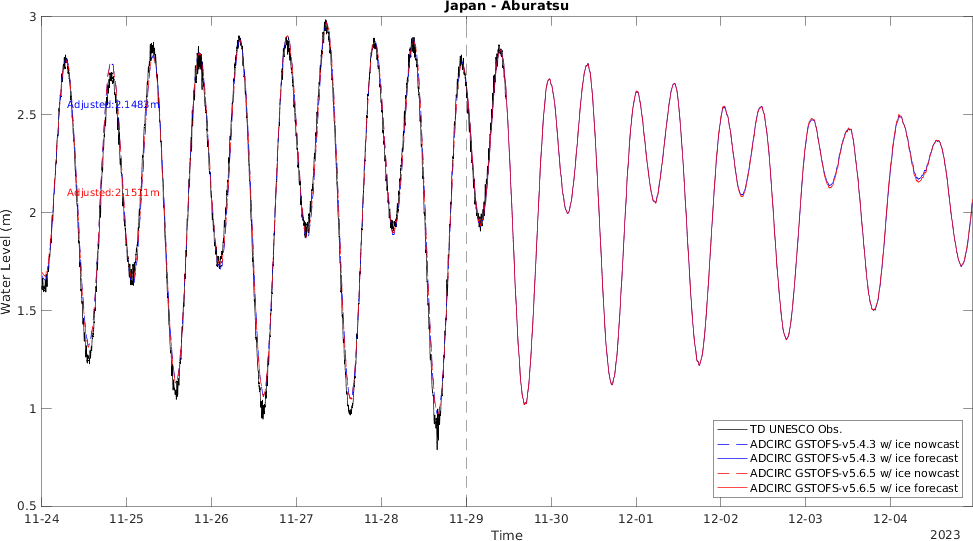 Japan - Aburatsu
3
2.5
2
1.5
1
0.5
Water Level (m)
Adjusted:2.1483m
Adjusted:2.1511m
TD UNESCO Obs.
ADCIRC GSTOFS-v5.4.3 w/ ice nowcast
ADCIRC GSTOFS-v5.4.3 w/ ice forecast
ADCIRC GSTOFS-v5.6.5 w/ ice nowcast
ADCIRC GSTOFS-v5.6.5 w/ ice forecast
11-24 11-25 11-26 11-27 11-28 11-29 11-30 12-01 12-02 12-03 12-04
Time
2023